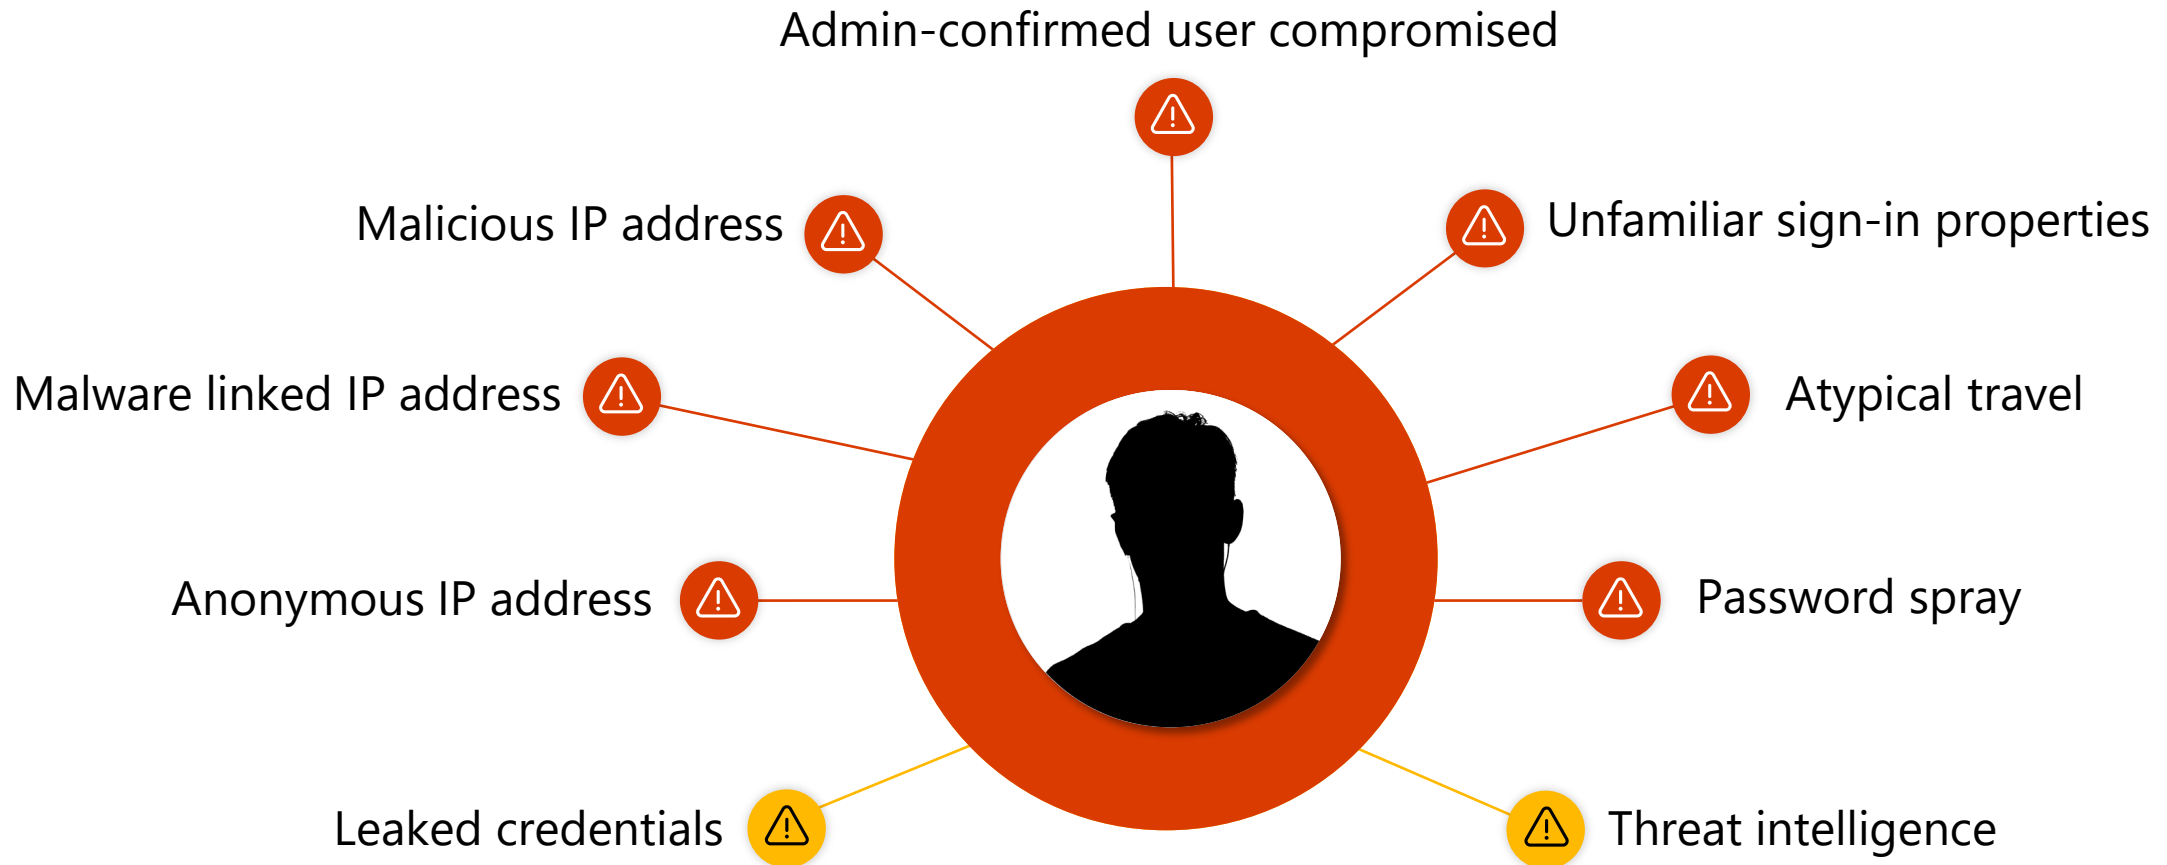 Admin-confirmed user compromised
Malicious IP address
Unfamiliar sign-in properties
Malware linked IP address
Atypical travel
Anonymous IP address
Password spray
Leaked credentials
Threat intelligence